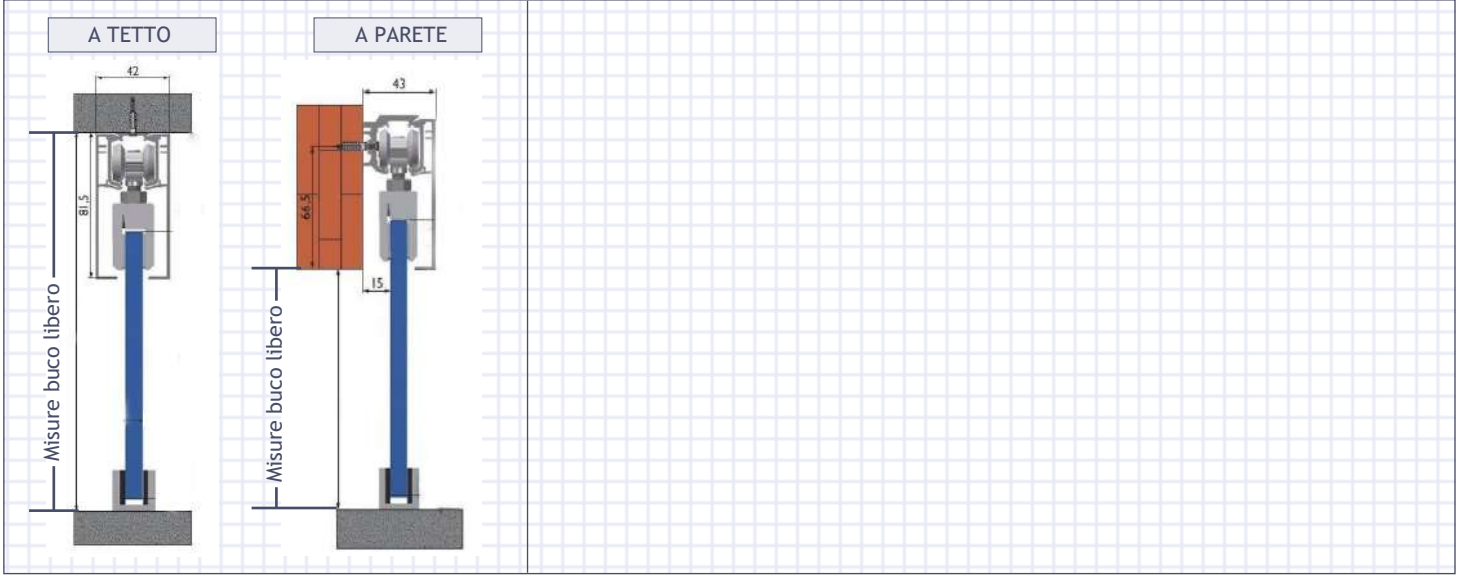 A TETTO
A PARETE
42
43
81,5
66,5
15
Misure buco libero
Misure buco libero